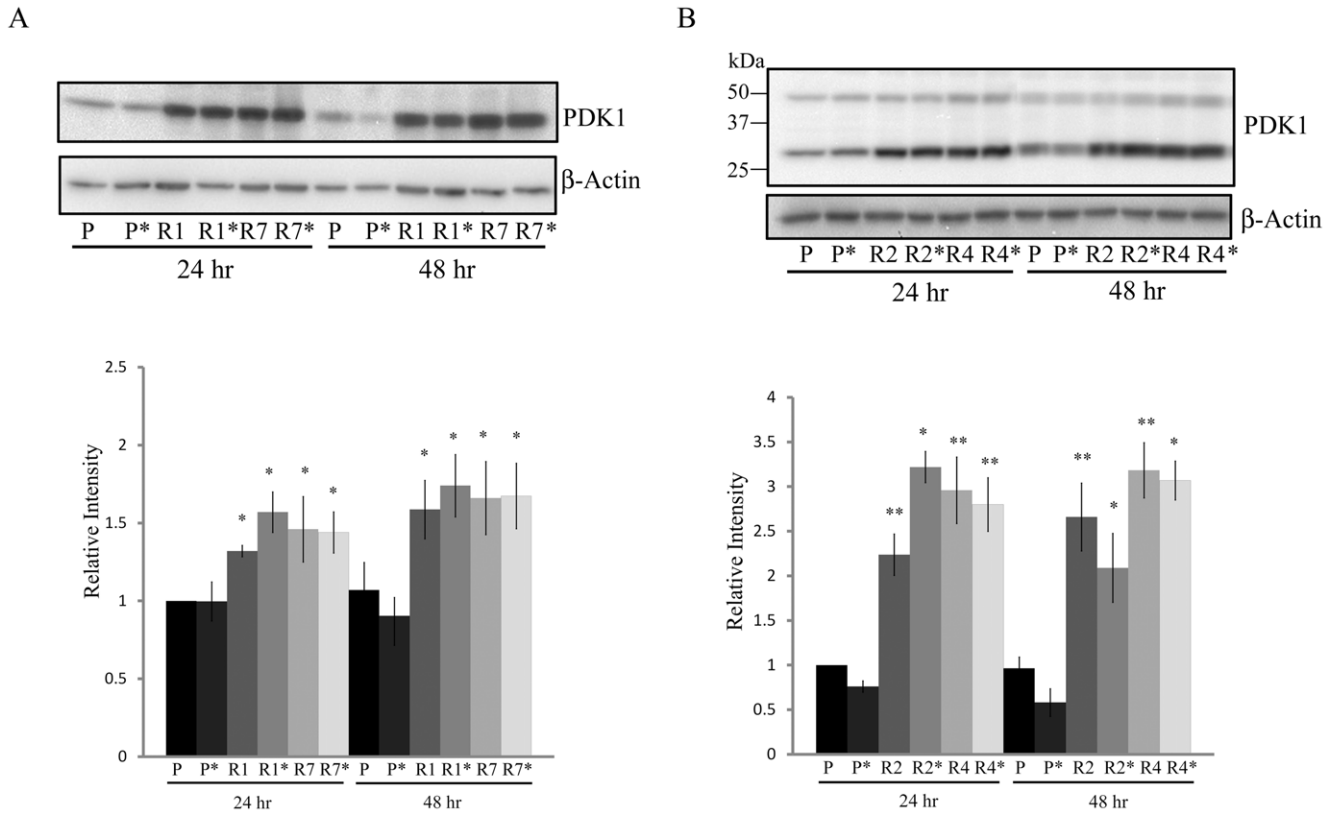 A
PDK1
β-Actin
P P* R1 R1* R7 R7* P P* R1 R1* R7 R7*
24 hr 48 hr
2.5
2
1.5
1
0.5
0
Relative Intensity
* * * * * * * *
P P* R1 R1* R7 R7* P P* R1 R1* R7 R7*
24 hr 48 hr
B
kDa
50
37
25
PDK1
β-Actin
P P* R2 R2* R4 R4* P P* R2 R2* R4 R4*
24 hr 48 hr
4
3.5
3
2.5
2
1.5
1
0.5
0
Relative Intensity
** * ** ** ** * ** *
P P* R2 R2* R4 R4* P P* R2 R2* R4 R4*
24 hr 48 hr